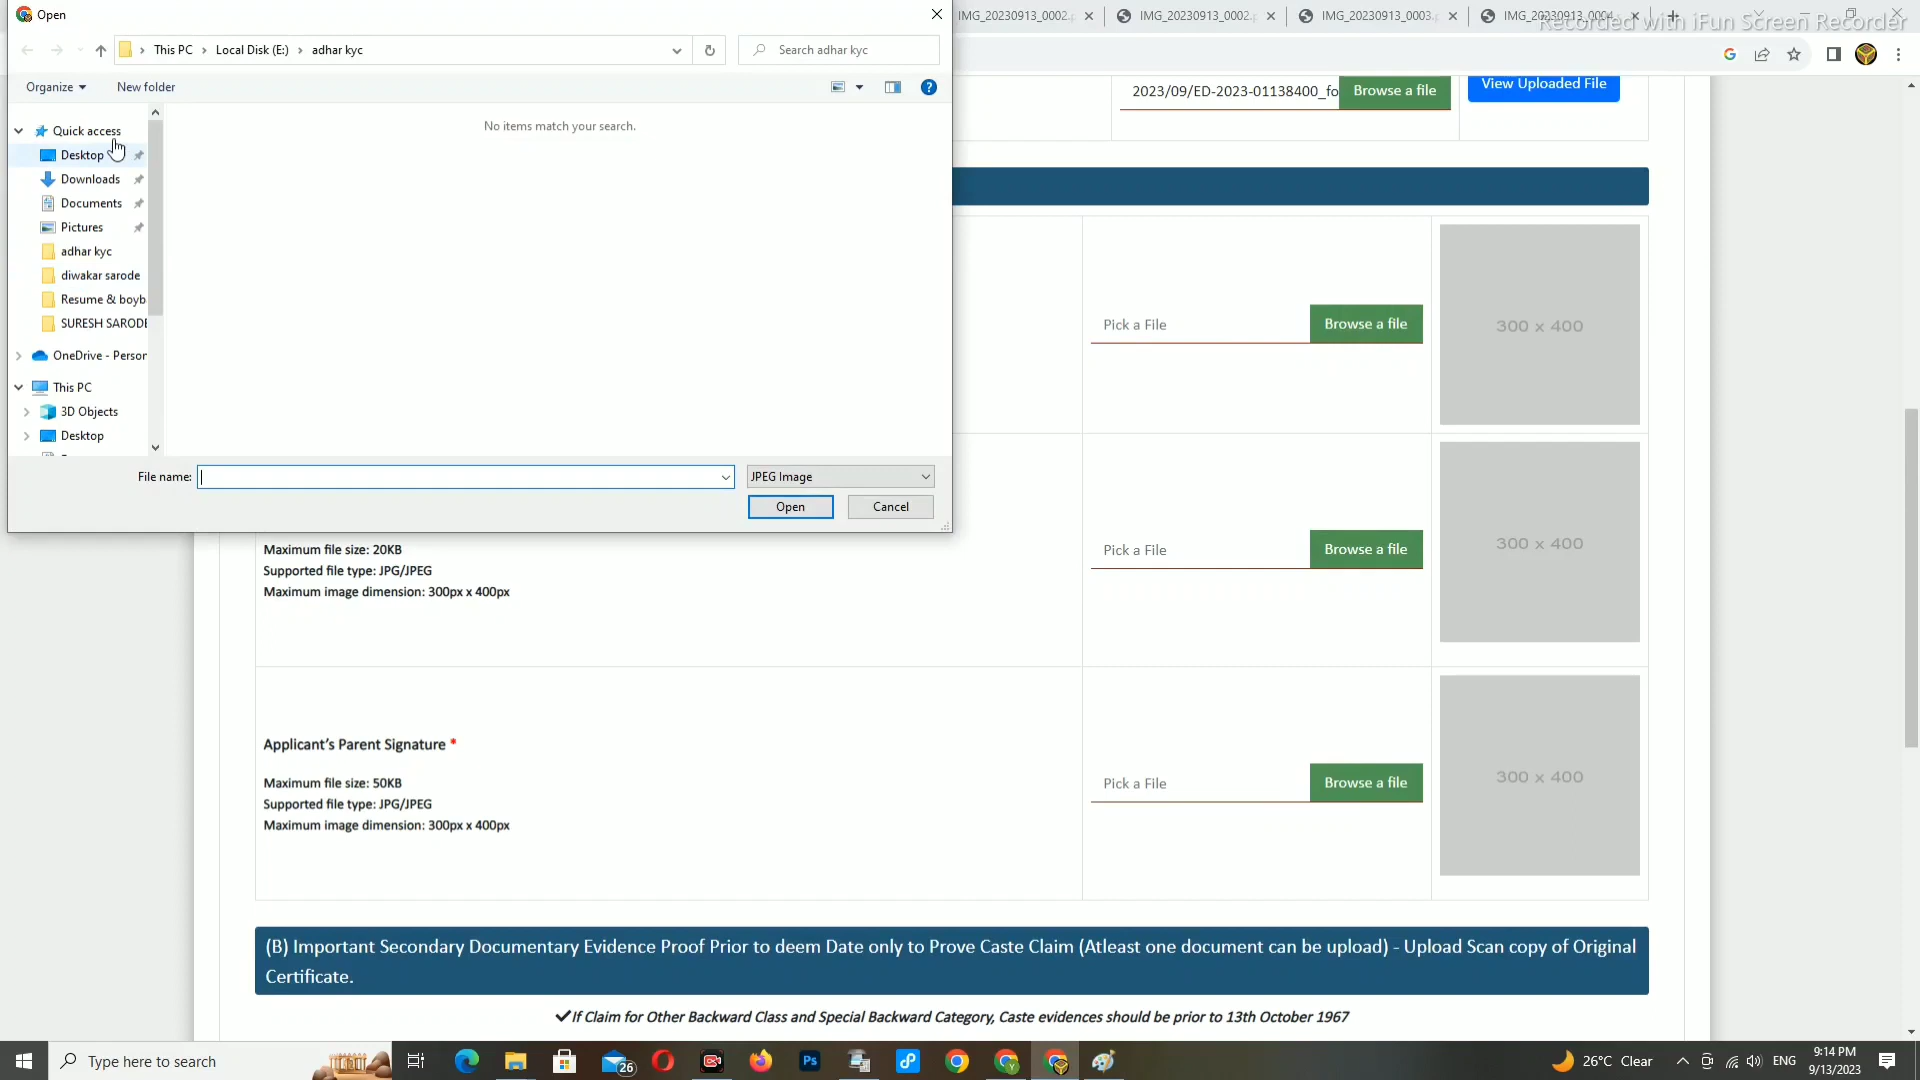 Open
IMG_20230913_0002.p
IMG_20230913_0002.p
IMG_20230913_0003.p
IMG_20230913_0004.
Recorded with iFun Screen Recorder
This PC > Local Disk (E:) > adhar kyc
Search adhar kyc
Organize
New folder
2023/09/ED-2023-01138400_fo
Browse a file
View Uploaded File
No items match your search.
Quick access
Desktop
Downloads
Documents
Pictures
adhar kyc
diwakar sarode
Resume & boyb
SURESH SARODE
OneDrive - Person
This PC
3D Objects
Desktop
Pick a File
Browse a file
300 x 400
File name:
JPEG Image
Open
Cancel
Maximum file size: 20KB
Supported file type: JPG/JPEG
Maximum image dimension: 300px x 400px
Pick a File
Browse a file
300 x 400
Applicant's Parent Signature *
Maximum file size: 50KB
Supported file type: JPG/JPEG
Maximum image dimension: 300px x 400px
Pick a File
Browse a file
300 x 400
(B) Important Secondary Documentary Evidence Proof Prior to deem Date only to Prove Caste Claim (Atleast one document can be upload) - Upload Scan copy of Original
Certificate.
✔If Claim for Other Backward Class and Special Backward Category, Caste evidences should be prior to 13th October 1967
Type here to search
26
Ps
26°C Clear
ENG
9:14 PM
9/13/2023